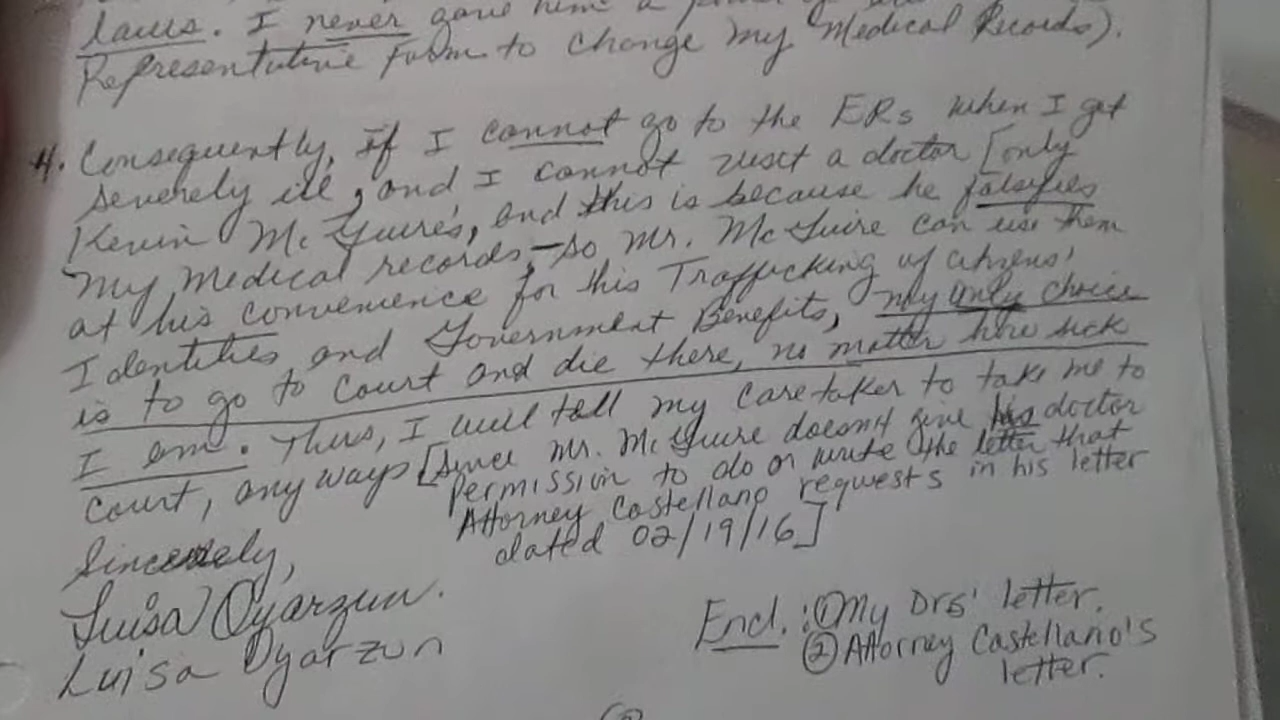 laws. I never gave him a power
Representative form to change my Medical Records).
4. Consequently, if I cannot go to the ERs when I get
severely ill, and I cannot visit a doctor [only
Kevin McGuire's, and this is because he falsifies
my Medical records, so Mr. McGuire can use them
at his convenience for his Trafficking of citizens'
Identities and Government Benefits, my only choice
is to go to court and die there, no matter how sick
I am. Thus, I will tell my caretaker to take me to
court, any ways [Since Mr. McGuire doesn't give his doctor
permission to do or write the letter that
Attorney Castellano requests in his letter
dated 02/19/16]
Sincerely,
Luisa Oyarzun.
Luisa Oyarzun
Encl.: ① My Drs' letter.
② Attorney Castellano's
letter.